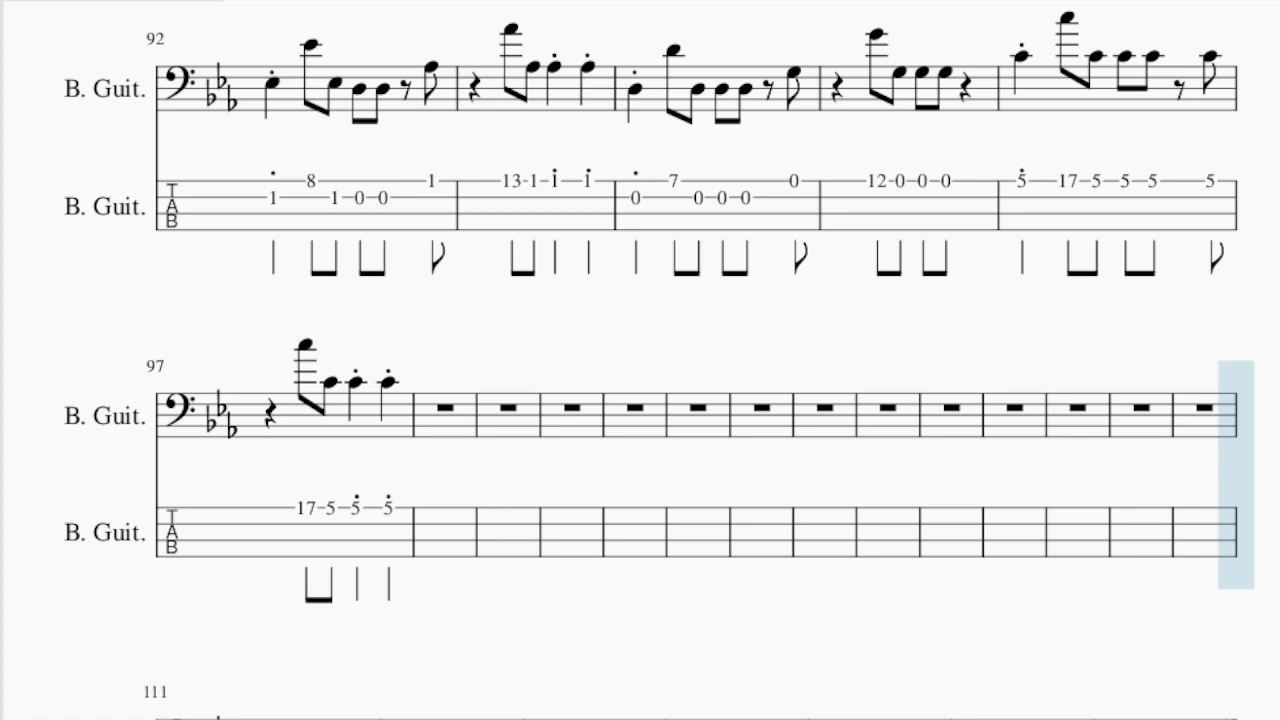 92
B. Guit.
8 1 13 1 1 1 7 0 12 0 0 0 5 17 5 5 5 5
B. Guit.
T
A
B
1 1 0 0 0 0 0 0
97
B. Guit.
17 5 5 5
B. Guit.
T
A
B
111